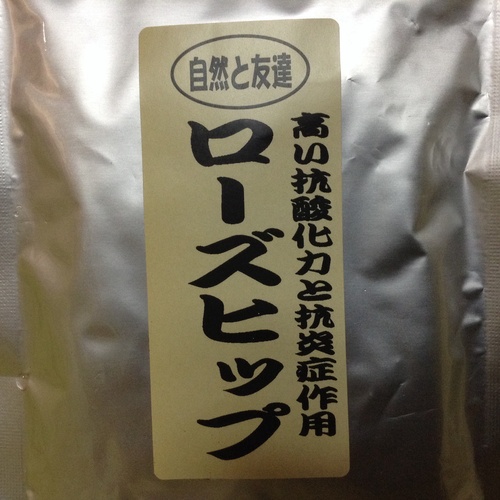 自然と友達
高い抗酸化力と抗炎症作用
ローズヒップ